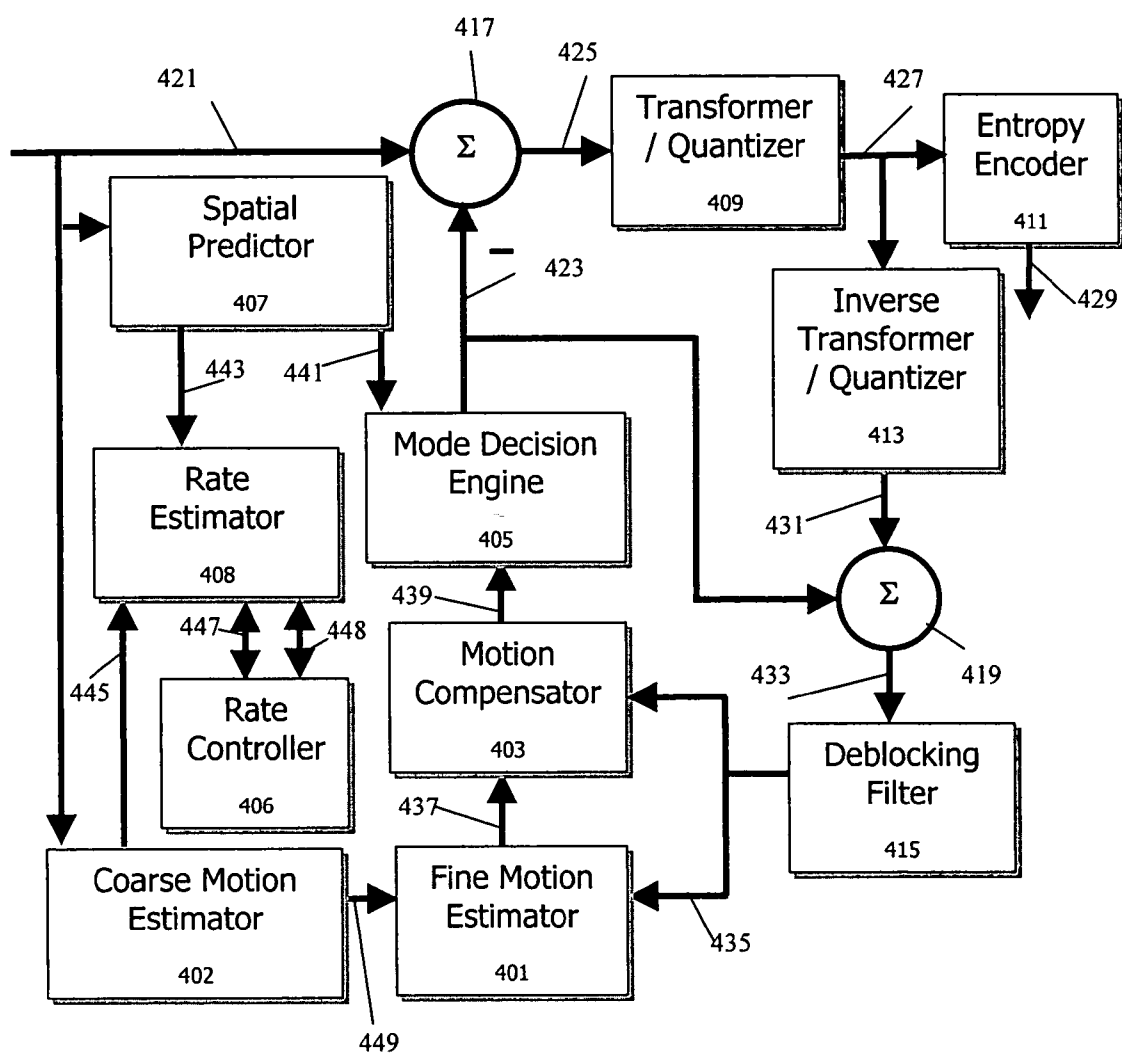 417
421
425
427
Σ
Transformer
/ Quantizer
409
Entropy
Encoder
411
Spatial
Predictor
407
–
423
429
Inverse
Transformer
/ Quantizer
413
443
441
Rate
Estimator
408
Mode Decision
Engine
405
431
Σ
419
433
439
447
448
445
Rate
Controller
406
Motion
Compensator
403
Deblocking
Filter
415
437
Coarse Motion
Estimator
402
Fine Motion
Estimator
401
435
449